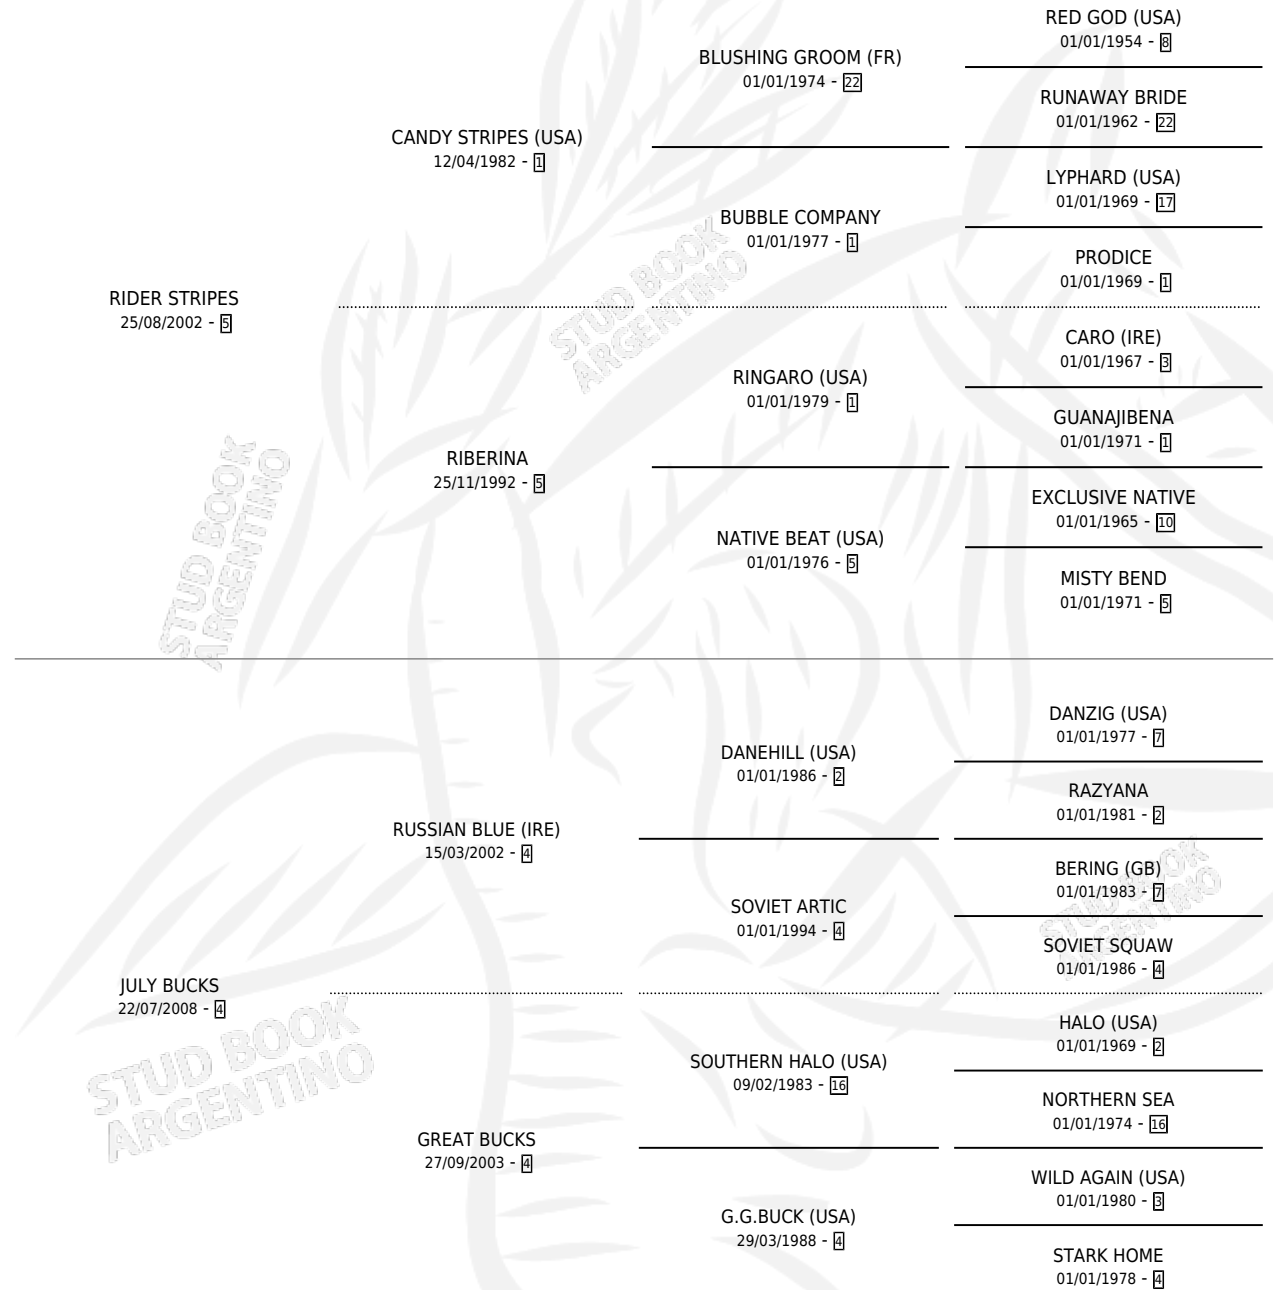 RED GOD (USA)
01/01/1954 - 8
BLUSHING GROOM (FR)
01/01/1974 - 22
RUNAWAY BRIDE
01/01/1962 - 22
CANDY STRIPES (USA)
12/04/1982 - 1
LYPHARD (USA)
01/01/1969 - 17
BUBBLE COMPANY
01/01/1977 - 1
PRODICE
01/01/1969 - 1
RIDER STRIPES
25/08/2002 - 5
STUD BOOK
ARGENTINO
CARO (IRE)
01/01/1967 - 3
RINGARO (USA)
01/01/1979 - 1
GUANAJIBENA
01/01/1971 - 1
RIBERINA
25/11/1992 - 5
EXCLUSIVE NATIVE
01/01/1965 - 10
NATIVE BEAT (USA)
01/01/1976 - 5
MISTY BEND
01/01/1971 - 5
STUD BOOK
ARGENTINO
DANZIG (USA)
01/01/1977 - 7
DANEHILL (USA)
01/01/1986 - 2
RAZYANA
01/01/1981 - 2
RUSSIAN BLUE (IRE)
15/03/2002 - 4
BERING (GB)
01/01/1983 - 7
SOVIET ARTIC
01/01/1994 - 4
STUD BOOK
ARGENTINO
SOVIET SQUAW
01/01/1986 - 4
JULY BUCKS
22/07/2008 - 4
STUD BOOK
ARGENTINO
HALO (USA)
01/01/1969 - 2
SOUTHERN HALO (USA)
09/02/1983 - 16
NORTHERN SEA
01/01/1974 - 16
GREAT BUCKS
27/09/2003 - 4
WILD AGAIN (USA)
01/01/1980 - 3
G.G.BUCK (USA)
29/03/1988 - 4
STARK HOME
01/01/1978 - 4